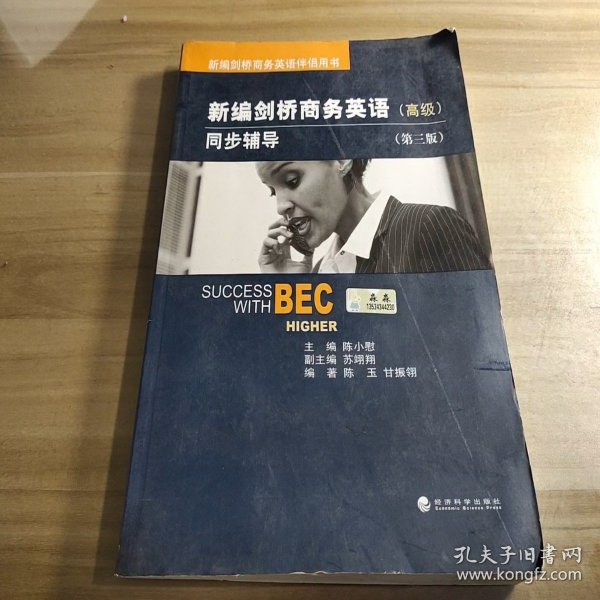 新编剑桥商务英语伴侣用书
新编剑桥商务英语（高级）
同步辅导（第三版）
SUCCESS
WITH BEC
HIGHER
淼淼
13534344230
主 编 陈小慰
副主编 苏翊翔
编 著 陈 玉 甘振翎
经济科学出版社
Economic Science Press
孔夫子旧书网
www.kongfz.com